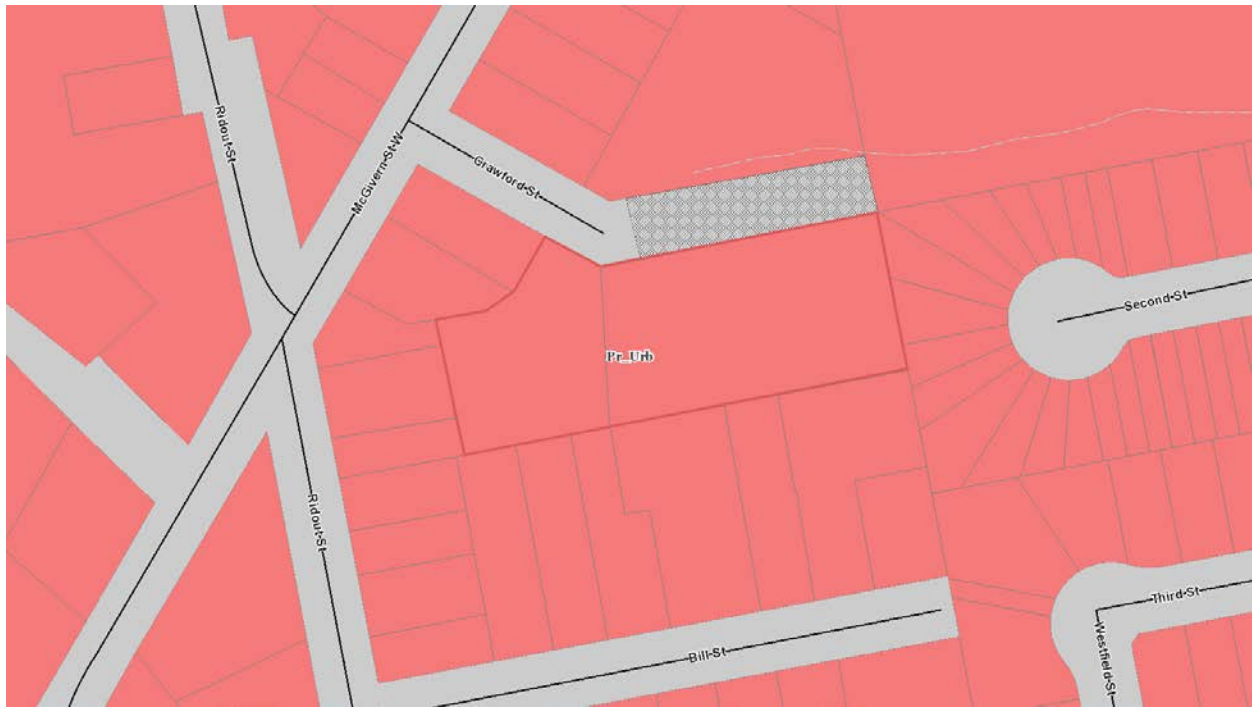 Ridout St
McGivern St W
Crawford St
Second St
Pr_Urb
Ridout St
Third St
Westfield St
Bill St